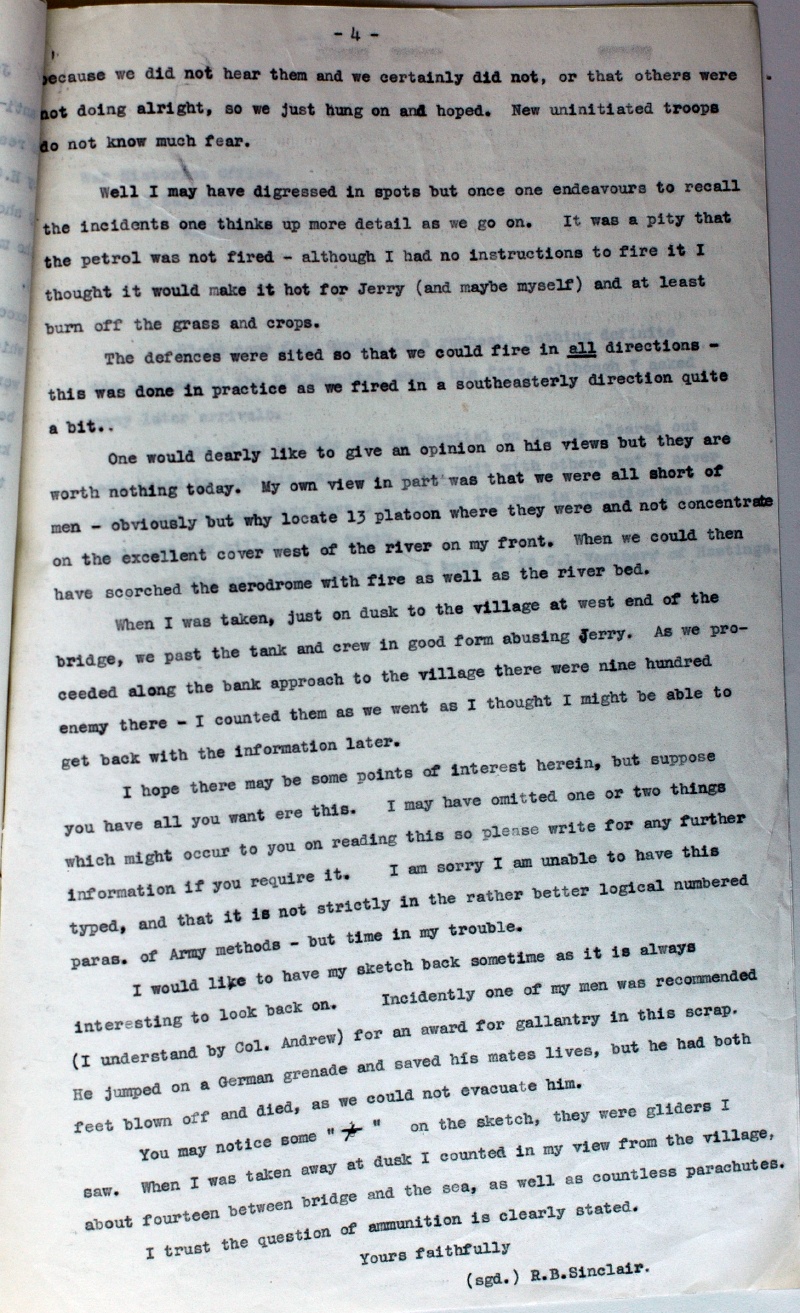 - 4 -
because we did not hear them and we certainly did not, or that others were
not doing alright, so we just hung on and hoped. New uninitiated troops
do not know much fear.
Well I may have digressed in spots but once one endeavours to recall
the incidents one thinks up more detail as we go on. It was a pity that
the petrol was not fired - although I had no instructions to fire it I
thought it would make it hot for Jerry (and maybe myself) and at least
burn off the grass and crops.
The defences were sited so that we could fire in all directions -
this was done in practice as we fired in a southeasterly direction quite
a bit..
One would dearly like to give an opinion on his views but they are
worth nothing today. My own view in part was that we were all short of
men - obviously but why locate 13 platoon where they were and not concentrate
on the excellent cover west of the river on my front. When we could then
have scorched the aerodrome with fire as well as the river bed.
When I was taken, just on dusk to the village at west end of the
bridge, we past the tank and crew in good form abusing Jerry. As we pro-
ceeded along the bank approach to the village there were nine hundred
enemy there - I counted them as we went as I thought I might be able to
get back with the information later.
I hope there may be some points of interest herein, but suppose
you have all you want ere this. I may have omitted one or two things
which might occur to you on reading this so please write for any further
information if you require it. I am sorry I am unable to have this
typed, and that it is not strictly in the rather better logical numbered
paras. of Army methods - but time in my trouble.
I would like to have my sketch back sometime as it is always
interesting to look back on. Incidently one of my men was recommended
(I understand by Col. Andrew) for an award for gallantry in this scrap.
He jumped on a German grenade and saved his mates lives, but he had both
feet blown off and died, as we could not evacuate him.
You may notice some " " on the sketch, they were gliders I
saw. When I was taken away at dusk I counted in my view from the village,
about fourteen between bridge and the sea, as well as countless parachutes.
I trust the question of ammunition is clearly stated.
Yours faithfully
(sgd.) R.B.Sinclair.